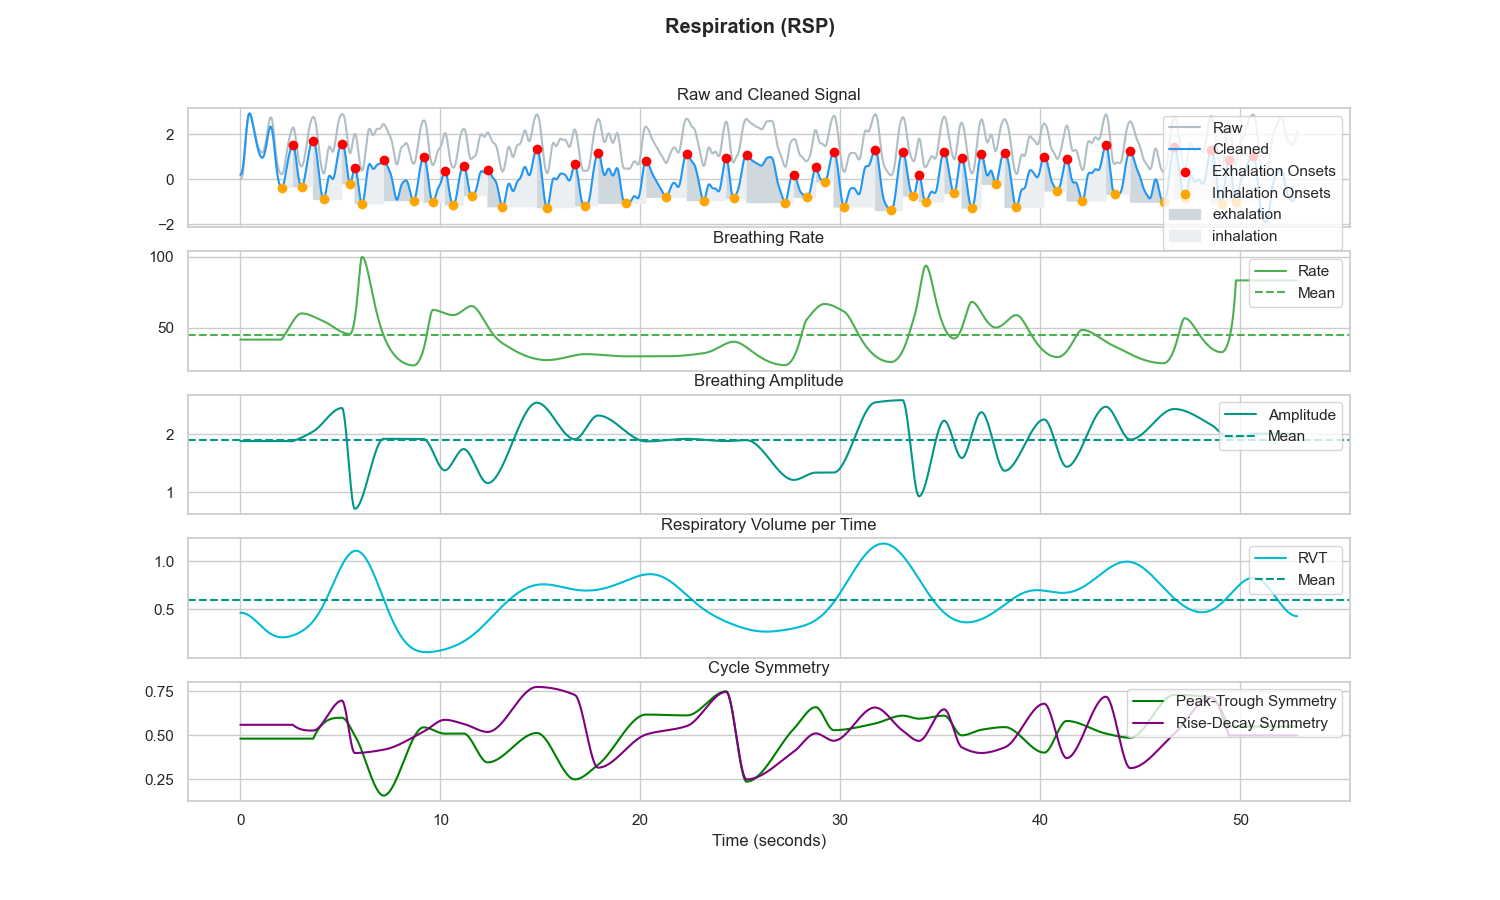 Respiration (RSP)
Raw and Cleaned Signal
2
0
−2
Raw
Cleaned
Exhalation Onsets
Inhalation Onsets
exhalation
inhalation
Breathing Rate
100
50
Rate
Mean
Breathing Amplitude
2
1
Amplitude
Mean
Respiratory Volume per Time
1.0
0.5
RVT
Mean
Cycle Symmetry
0.75
0.50
0.25
Peak-Trough Symmetry
Rise-Decay Symmetry
0 10 20 30 40 50
Time (seconds)